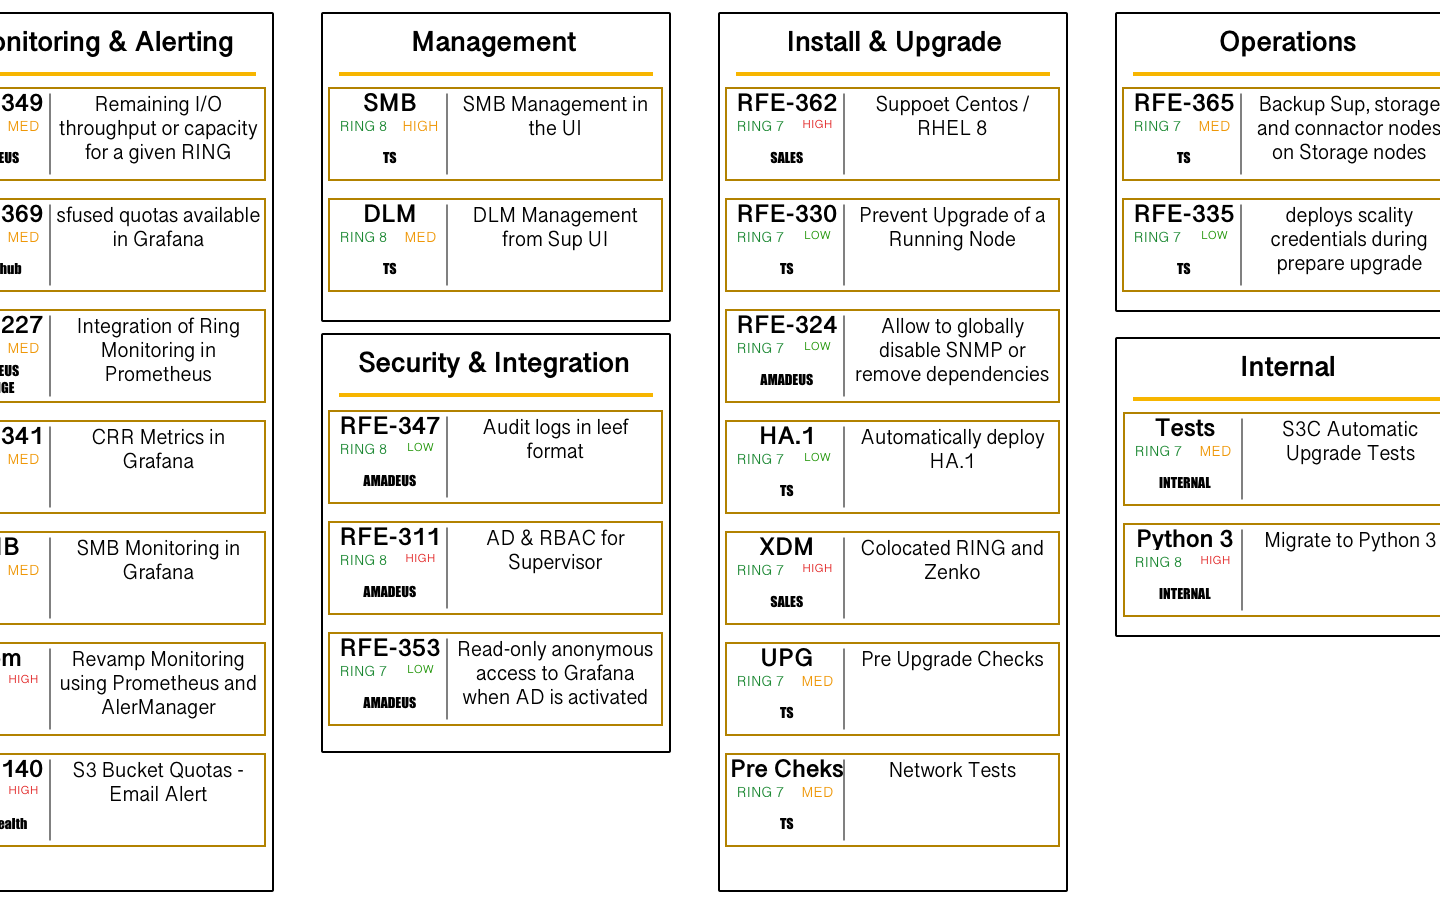 onitoring & Alerting
349
MED
EUS
Remaining I/O
throughput or capacity
for a given RING
369
MED
hub
sfused quotas available
in Grafana
227
MED
EUS
GE
Integration of Ring
Monitoring in
Prometheus
341
MED
CRR Metrics in
Grafana
IB
MED
SMB Monitoring in
Grafana
m
HIGH
Revamp Monitoring
using Prometheus and
AlerManager
140
HIGH
ealth
S3 Bucket Quotas -
Email Alert
Management
SMB
RING 8 HIGH
TS
SMB Management in
the UI
DLM
RING 8 MED
TS
DLM Management
from Sup UI
Security & Integration
RFE-347
RING 8 LOW
AMADEUS
Audit logs in leef
format
RFE-311
RING 8 HIGH
AMADEUS
AD & RBAC for
Supervisor
RFE-353
RING 7 LOW
AMADEUS
Read-only anonymous
access to Grafana
when AD is activated
Install & Upgrade
RFE-362
RING 7 HIGH
SALES
Suppoet Centos /
RHEL 8
RFE-330
RING 7 LOW
TS
Prevent Upgrade of a
Running Node
RFE-324
RING 7 LOW
AMADEUS
Allow to globally
disable SNMP or
remove dependencies
HA.1
RING 7 LOW
TS
Automatically deploy
HA.1
XDM
RING 7 HIGH
SALES
Colocated RING and
Zenko
UPG
RING 7 MED
TS
Pre Upgrade Checks
Pre Cheks
RING 7 MED
TS
Network Tests
Operations
RFE-365
RING 7 MED
TS
Backup Sup, storage
and connactor nodes
on Storage nodes
RFE-335
RING 7 LOW
TS
deploys scality
credentials during
prepare upgrade
Internal
Tests
RING 7 MED
INTERNAL
S3C Automatic
Upgrade Tests
Python 3
RING 8 HIGH
INTERNAL
Migrate to Python 3